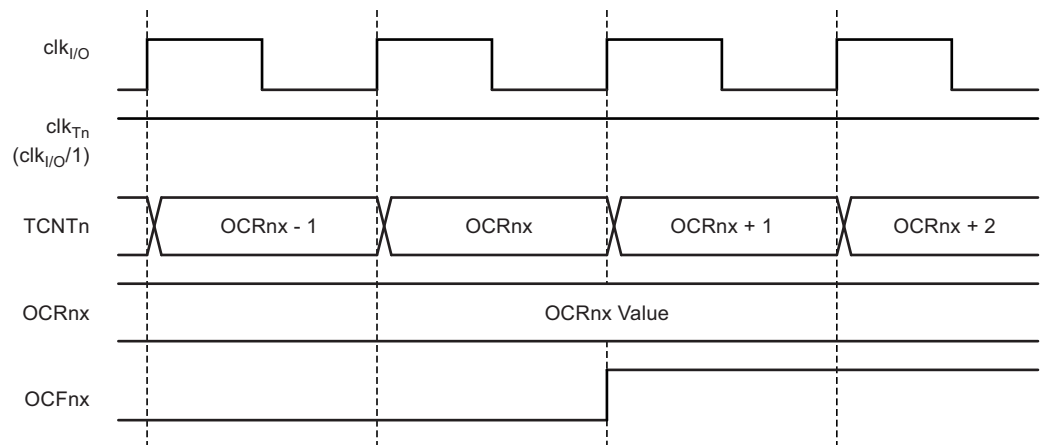 clkI/O
clkTn
(clkI/O/1)
TCNTn
OCRnx - 1
OCRnx
OCRnx + 1
OCRnx + 2
OCRnx
OCRnx Value
OCFnx